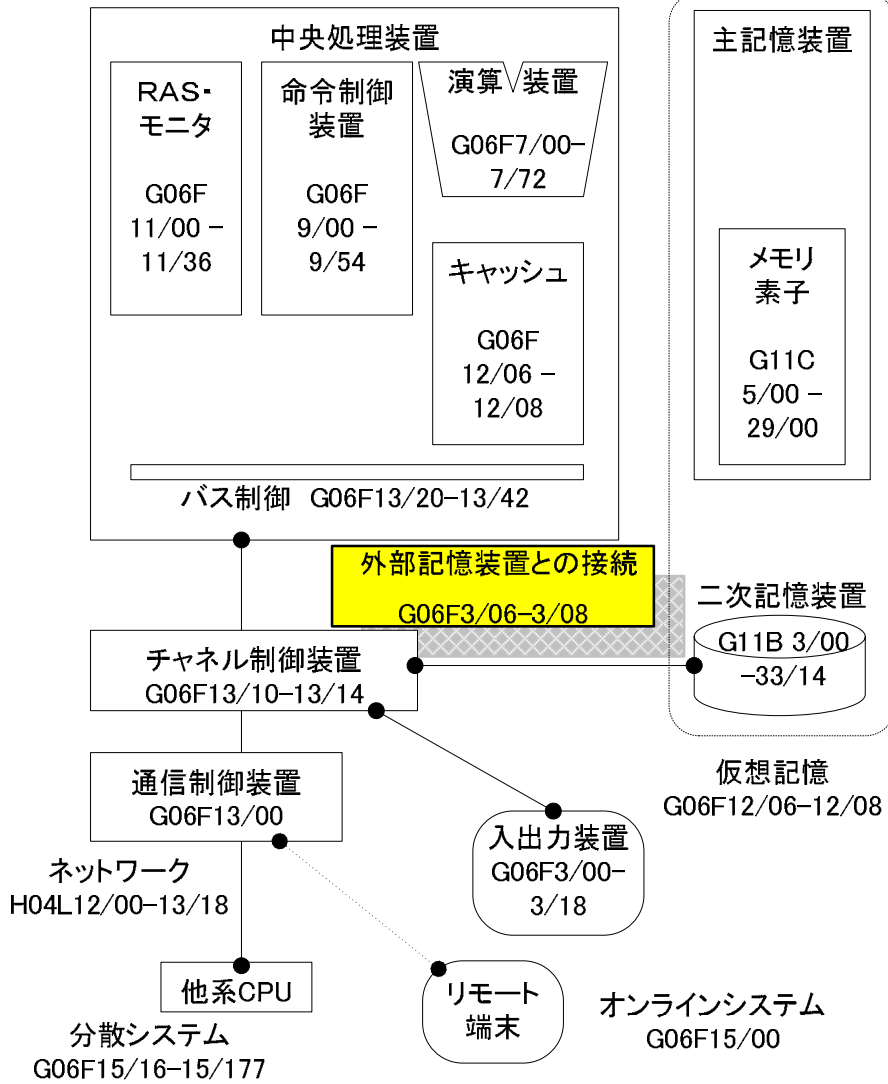 中央処理装置
RAS・
モニタ
G06F
11/00 –
11/36
命令制御
装置
G06F
9/00 –
9/54
演算 装置
G06F7/00–
7/72
キャッシュ
G06F
12/06 –
12/08
バス制御 G06F13/20–13/42
主記憶装置
メモリ
素子
G11C
5/00 –
29/00
外部記憶装置との接続
G06F3/06–3/08
二次記憶装置
G11B 3/00
–33/14
チャネル制御装置
G06F13/10–13/14
仮想記憶
G06F12/06–12/08
通信制御装置
G06F13/00
入出力装置
G06F3/00–
3/18
ネットワーク
H04L12/00–13/18
他系CPU
分散システム
G06F15/16–15/177
リモート
端末
オンラインシステム
G06F15/00